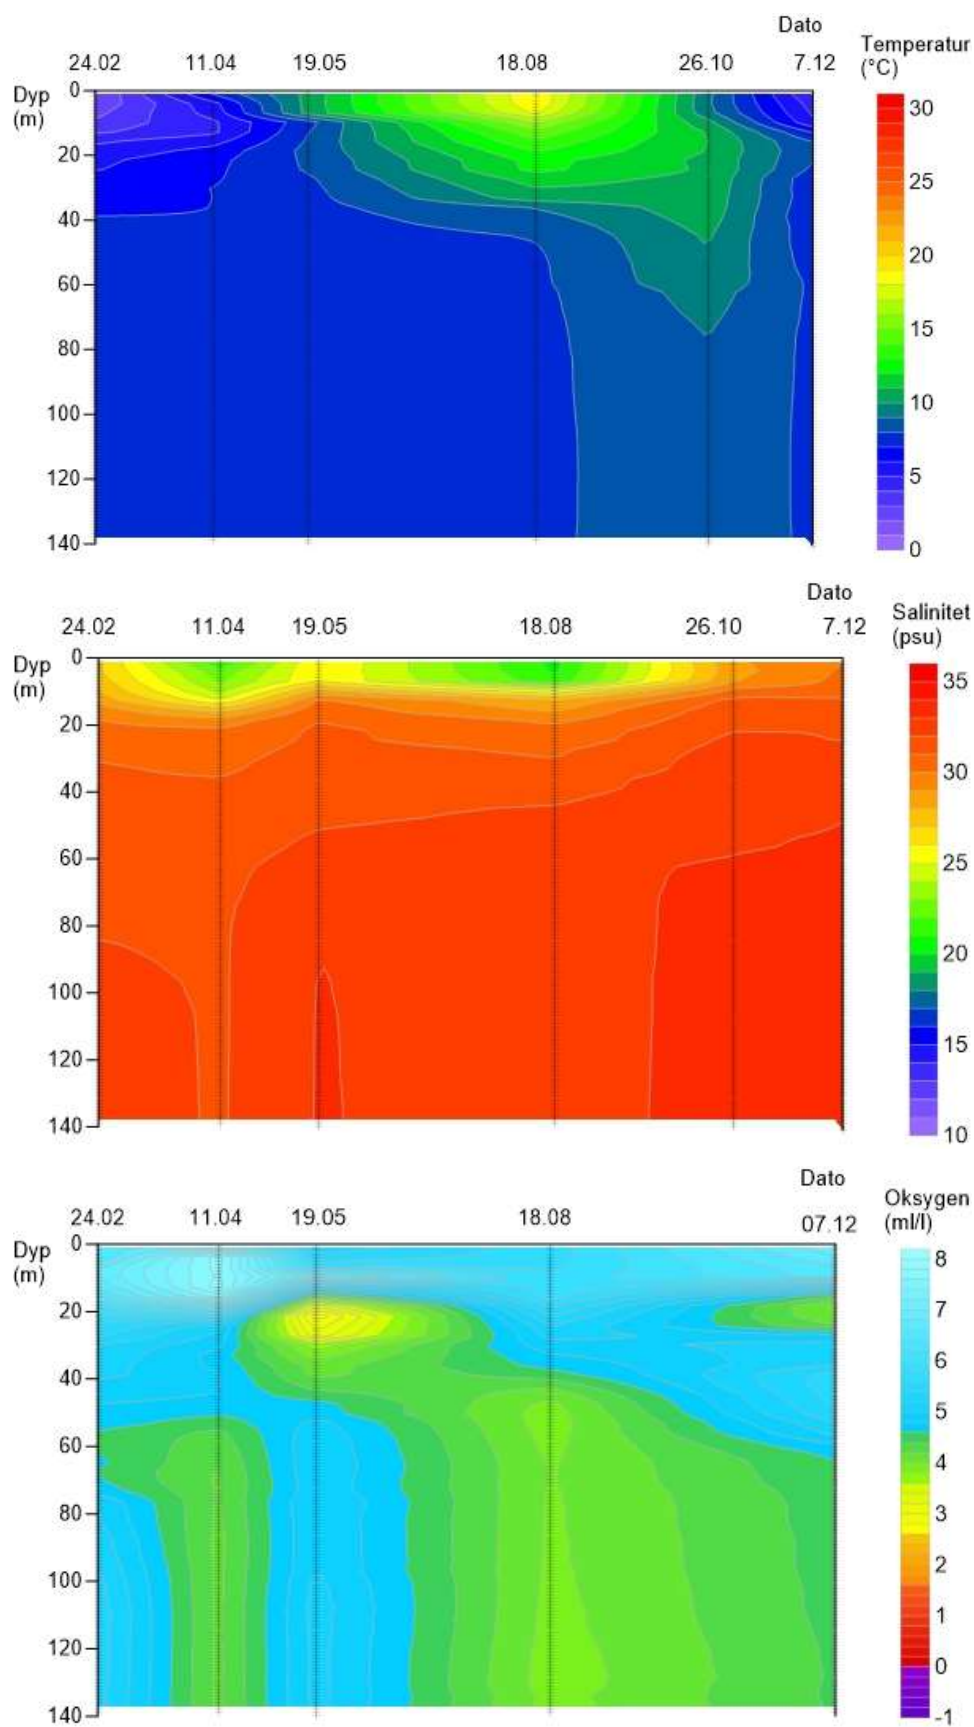 Dato
24.02 11.04 19.05 18.08 26.10 7.12
Temperatur
(°C)
Dyp
(m)
0
20
40
60
80
100
120
140
30
25
20
15
10
5
0
Dato
24.02 11.04 19.05 18.08 26.10 7.12
Salinitet
(psu)
Dyp
(m)
0
20
40
60
80
100
120
140
35
30
25
20
15
10
Dato
24.02 11.04 19.05 18.08 07.12
Oksygen
(ml/l)
Dyp
(m)
0
20
40
60
80
100
120
140
8
7
6
5
4
3
2
1
0
-1